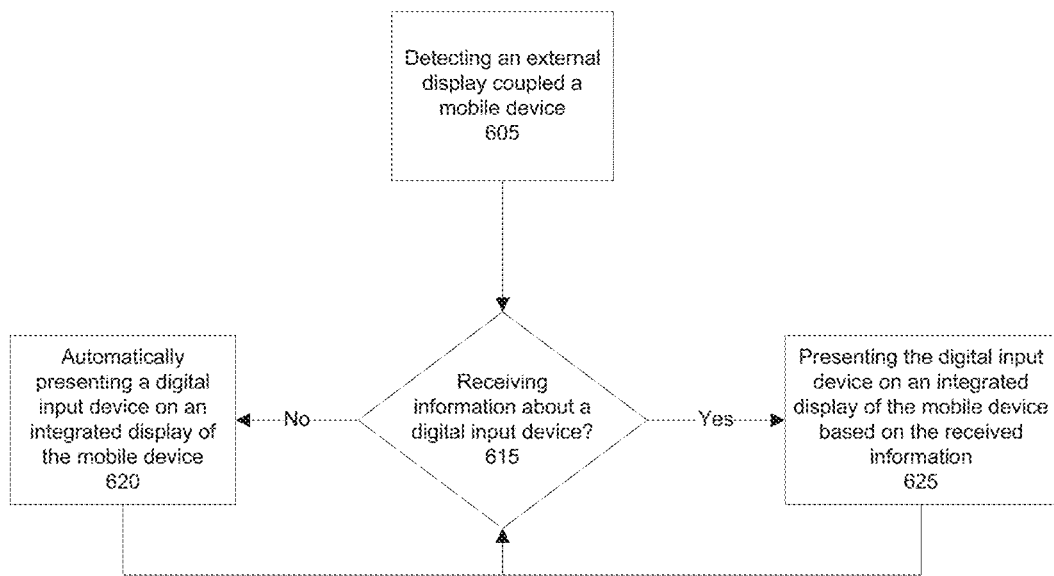 Detecting an external
display coupled a
mobile device
605
Automatically
presenting a digital
input device on an
integrated display of
the mobile device
620
No
Receiving
information about a
digital input device?
615
Yes
Presenting the digital input
device on an integrated
display of the mobile device
based on the received
information
625